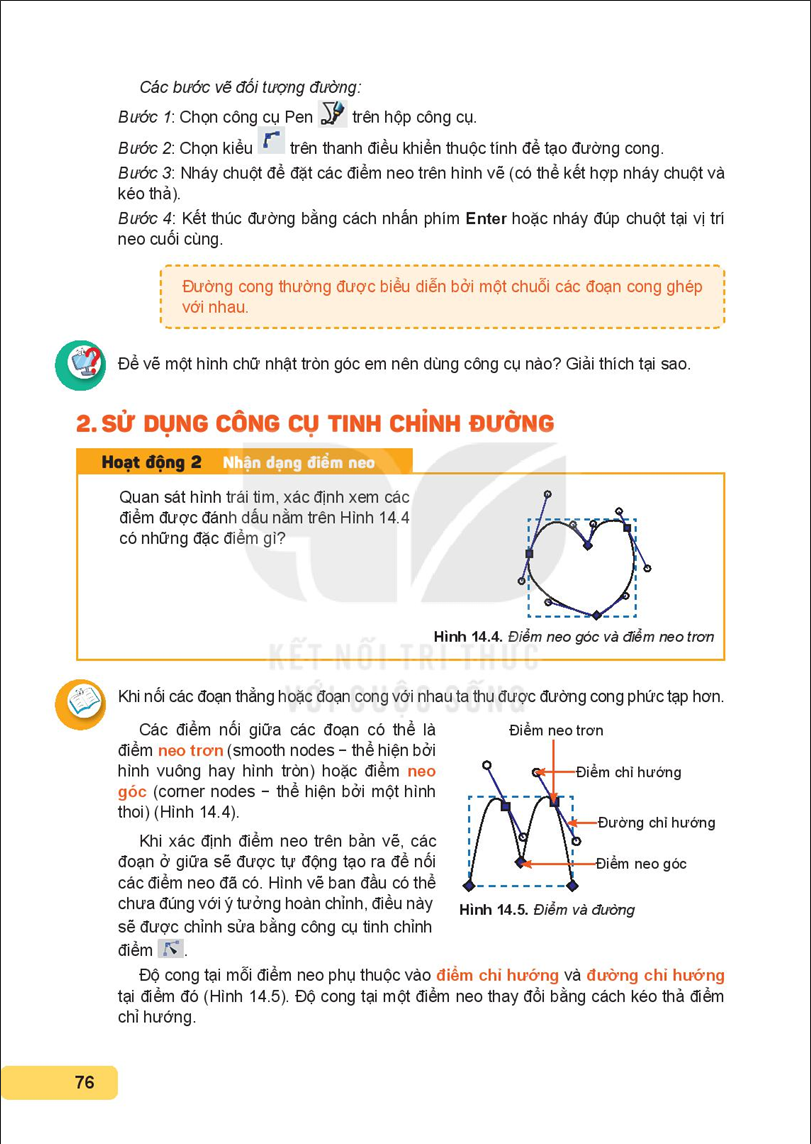 Các bước vẽ đối tượng đường:
Bước 1: Chọn công cụ Pen trên hộp công cụ.
Bước 2: Chọn kiểu trên thanh điều khiển thuộc tính để tạo đường cong.
Bước 3: Nháy chuột để đặt các điểm neo trên hình vẽ (có thể kết hợp nháy chuột và
kéo thả).
Bước 4: Kết thúc đường bằng cách nhấn phím Enter hoặc nháy đúp chuột tại vị trí
neo cuối cùng.
Đường cong thường được biểu diễn bởi một chuỗi các đoạn cong ghép
với nhau.
Để vẽ một hình chữ nhật tròn góc em nên dùng công cụ nào? Giải thích tại sao.
2. SỬ DỤNG CÔNG CỤ TINH CHỈNH ĐƯỜNG
Hoạt động 2 Nhận dạng điểm neo
Quan sát hình trái tim, xác định xem các
điểm được đánh dấu nằm trên Hình 14.4
có những đặc điểm gì?
Hình 14.4. Điểm neo góc và điểm neo trơn
KẾT NỐI TRI THỨC
VỚI CUỘC SỐNG
Khi nối các đoạn thẳng hoặc đoạn cong với nhau ta thu được đường cong phức tạp hơn.
Các điểm nối giữa các đoạn có thể là
điểm neo trơn (smooth nodes – thể hiện bởi
hình vuông hay hình tròn) hoặc điểm neo
góc (corner nodes – thể hiện bởi một hình
thoi) (Hình 14.4).
Khi xác định điểm neo trên bản vẽ, các
đoạn ở giữa sẽ được tự động tạo ra để nối
các điểm neo đã có. Hình vẽ ban đầu có thể
chưa đúng với ý tưởng hoàn chỉnh, điều này
sẽ được chỉnh sửa bằng công cụ tinh chỉnh
điểm .
Điểm neo trơn
Điểm chỉ hướng
Đường chỉ hướng
Điểm neo góc
Hình 14.5. Điểm và đường
Độ cong tại mỗi điểm neo phụ thuộc vào điểm chỉ hướng và đường chỉ hướng
tại điểm đó (Hình 14.5). Độ cong tại một điểm neo thay đổi bằng cách kéo thả điểm
chỉ hướng.
76